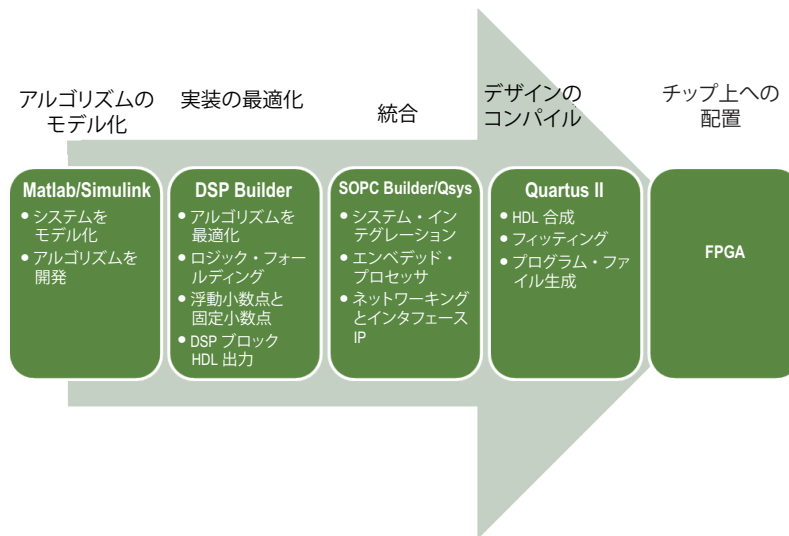 アルゴリズムの
モデル化
実装の最適化
統合
デザインの
コンパイル
チップ上への
配置
Matlab/Simulink
• システムを
モデル化
• アルゴリズムを
開発
DSP Builder
• アルゴリズムを
最適化
• ロジック・フォー
ルディング
• 浮動小数点と
固定小数点
• DSP ブロック
HDL 出力
SOPC Builder/Qsys
• システム・イン
テグレーション
• エンベデッド・
プロセッサ
• ネットワーキング
とインタフェース
IP
Quartus II
• HDL 合成
• フィッティング
• プログラム・ファ
イル生成
FPGA